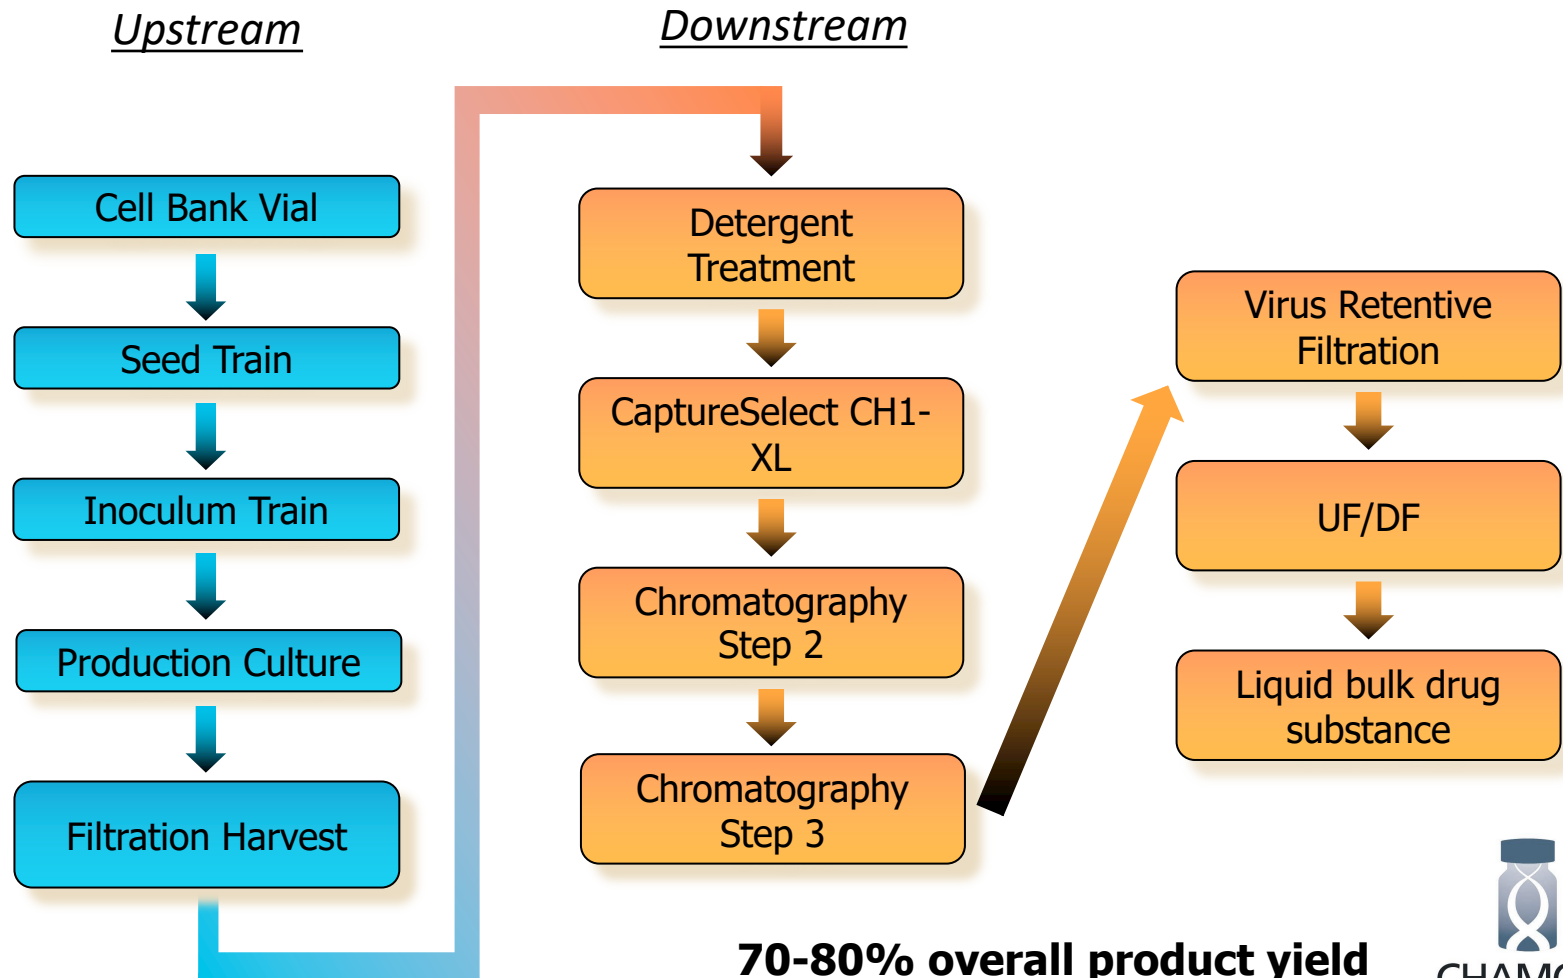 Upstream
Downstream
Cell Bank Vial
Seed Train
Inoculum Train
Production Culture
Filtration Harvest
Detergent
Treatment
CaptureSelect CH1-
XL
Chromatography
Step 2
Chromatography
Step 3
Virus Retentive
Filtration
UF/DF
Liquid bulk drug
substance
70-80% overall product yield